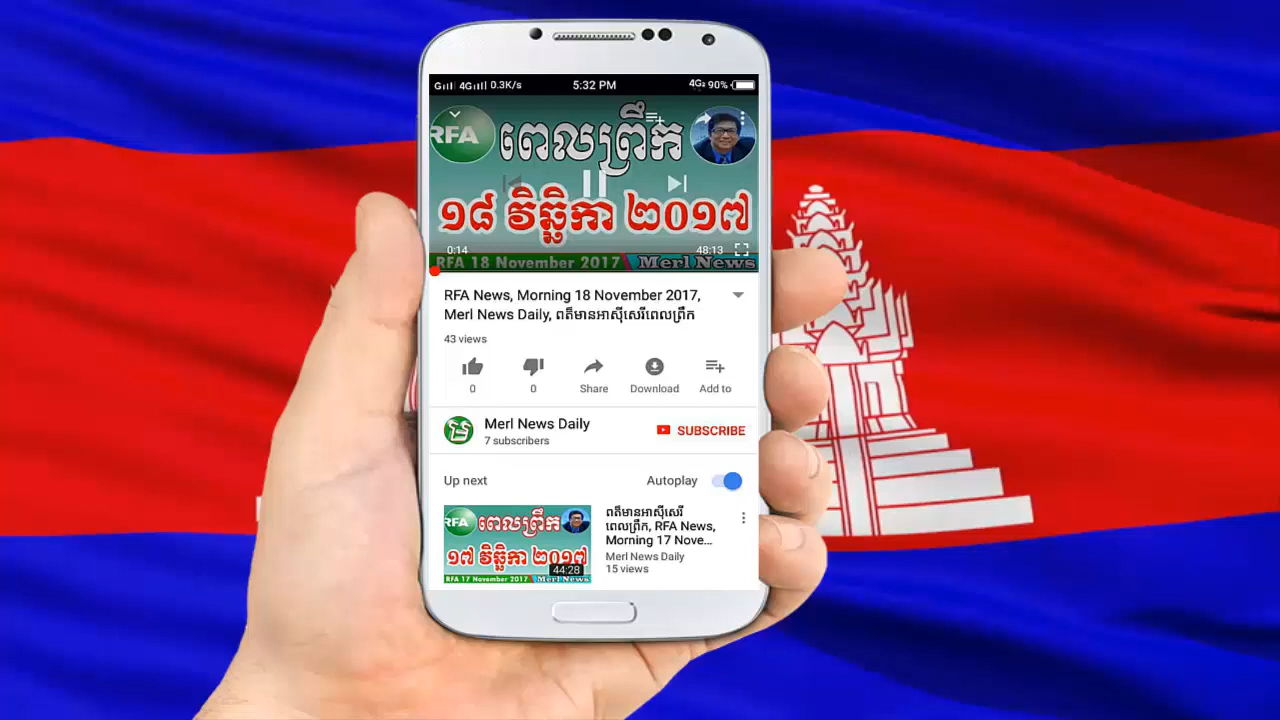 4G 0.3K/s 5:32 PM 4G 90%
RFA ពេលព្រឹក
១៨ វិច្ឆិកា ២០១៧
0:14 48:13
RFA 18 November 2017 Merl News
RFA News, Morning 18 November 2017,
Merl News Daily, ពត៌មានអាស៊ីសេរីពេលព្រឹក
43 views
0 0 Share Download Add to
Merl News Daily
7 subscribers
SUBSCRIBE
Up next Autoplay
RFA ពេលព្រឹក
១៧ វិច្ឆិកា ២០១៧
44:28
RFA 17 November 2017 Merl News
ពត៌មានអាស៊ីសេរី
ពេលព្រឹក, RFA News,
Morning 17 Nove...
Merl News Daily
15 views